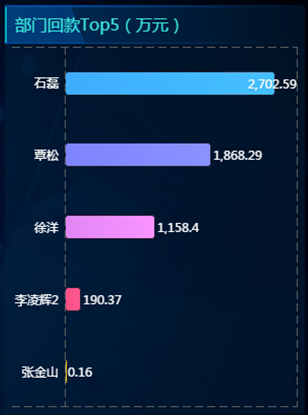 部门回款Top5（万元）
石磊 2,702.59
覃松 1,868.29
徐洋 1,158.4
李凌辉2 190.37
张金山 0.16